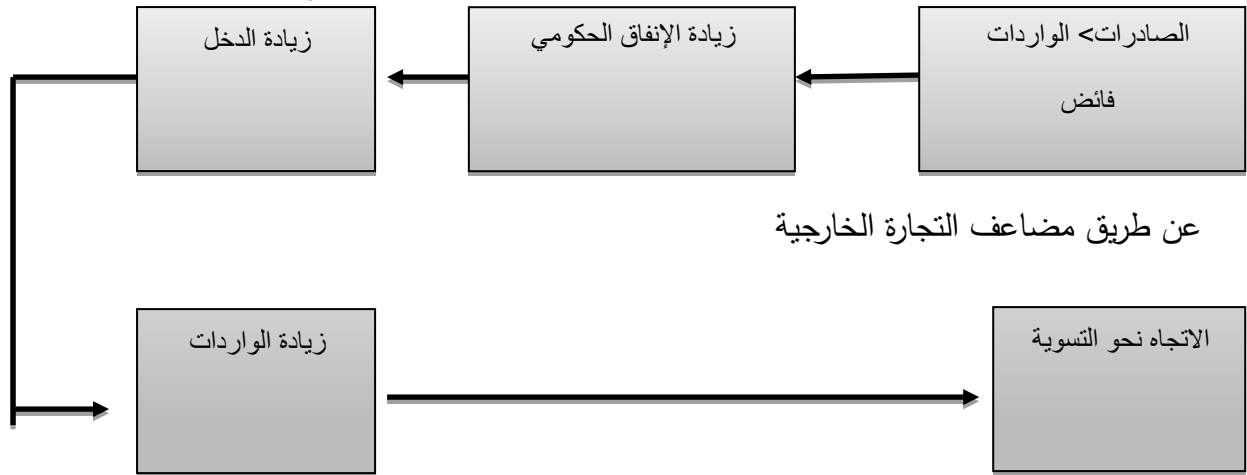 الصادرات> الواردات
فائض
زيادة الإنفاق الحكومي
زيادة الدخل
عن طريق مضاعف التجارة الخارجية
زيادة الواردات
الاتجاه نحو التسوية